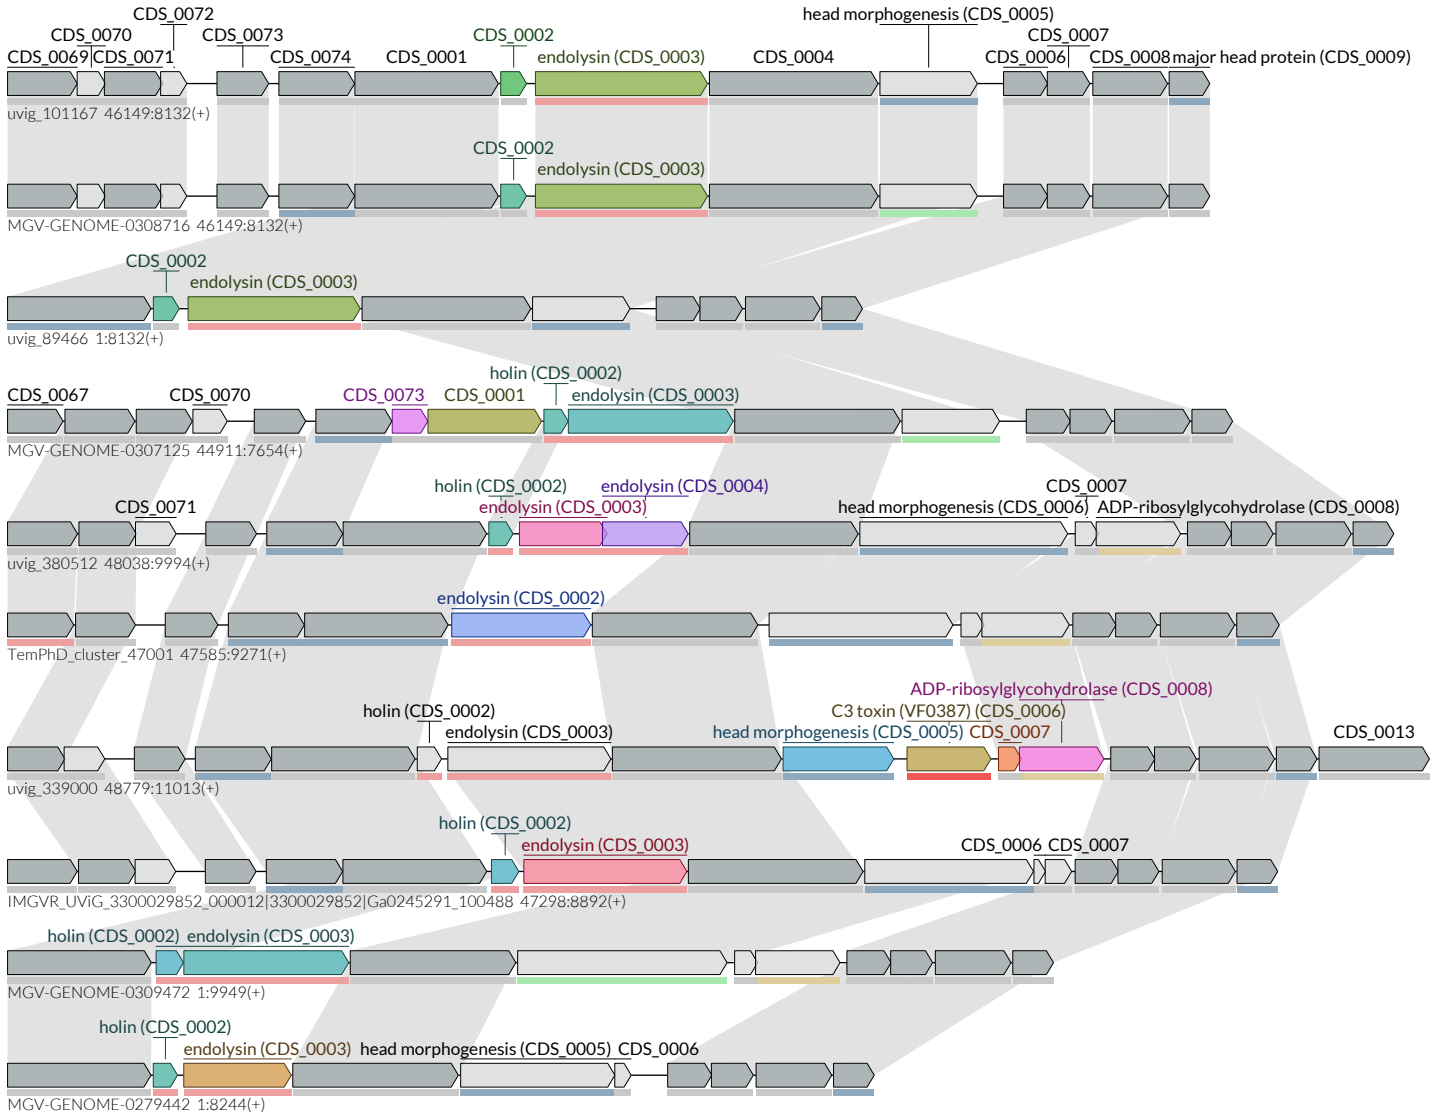 CDS_0072 head morphogenesis (CDS_0005)
CDS_0070 CDS_0073 CDS_0002 CDS_0007
CDS_0069 CDS_0071 CDS_0074 CDS_0001 endolysin (CDS_0003) CDS_0004 CDS_0006 CDS_0008 major head protein (CDS_0009)
uvig_101167 46149:8132(+)
CDS_0002
endolysin (CDS_0003)
MGV-GENOME-0308716 46149:8132(+)
CDS_0002
endolysin (CDS_0003)
uvig_89466 1:8132(+)
holin (CDS_0002)
CDS_0067 CDS_0070 CDS_0073 CDS_0001 endolysin (CDS_0003)
MGV-GENOME-0307125 44911:7654(+)
holin (CDS_0002) endolysin (CDS_0004) CDS_0007
CDS_0071 endolysin (CDS_0003) head morphogenesis (CDS_0006) ADP-ribosylglycohydrolase (CDS_0008)
uvig_380512 48038:9994(+)
endolysin (CDS_0002)
TemPhD_cluster_47001 47585:9271(+)
ADP-ribosylglycohydrolase (CDS_0008)
holin (CDS_0002) C3 toxin (VF0387) (CDS_0006)
endolysin (CDS_0003) head morphogenesis (CDS_0005) CDS_0007 CDS_0013
uvig_339000 48779:11013(+)
holin (CDS_0002)
endolysin (CDS_0003) CDS_0006 CDS_0007
IMGVR_UViG_3300029852_000012|3300029852|Ga0245291_100488 47298:8892(+)
holin (CDS_0002) endolysin (CDS_0003)
MGV-GENOME-0309472 1:9949(+)
holin (CDS_0002)
endolysin (CDS_0003) head morphogenesis (CDS_0005) CDS_0006
MGV-GENOME-0279442 1:8244(+)